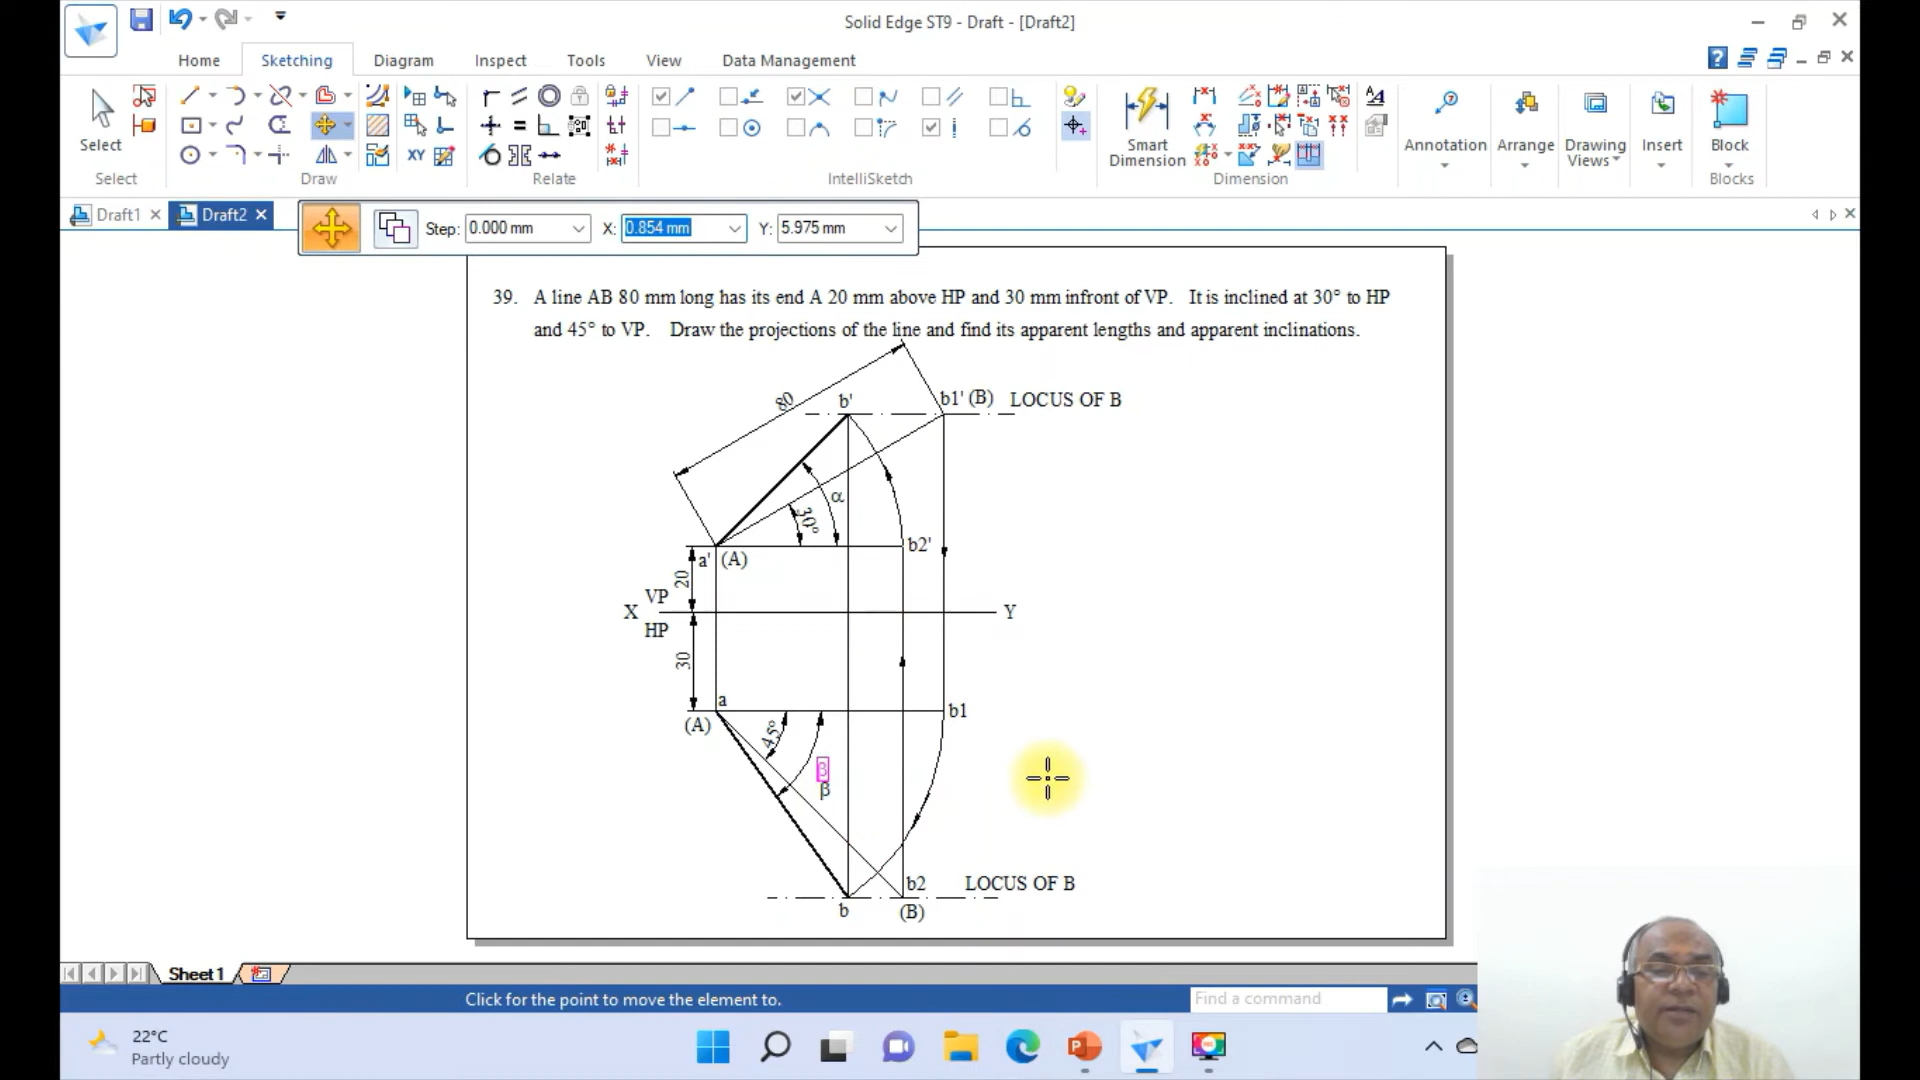 Solid Edge ST9 - Draft - [Draft2]
Home Sketching Diagram Inspect Tools View Data Management
Select
Smart Dimension
Annotation
Arrange
Drawing Views
Insert
Block
XY
A
Select Draw Relate IntelliSketch Dimension Blocks
Draft1 Draft2
Step: 0.000 mm X: 0.854 mm Y: 5.975 mm
39. A line AB 80 mm long has its end A 20 mm above HP and 30 mm infront of VP. It is inclined at 30° to HP
and 45° to VP. Draw the projections of the line and find its apparent lengths and apparent inclinations.
80
b'
b1' (B) LOCUS OF B
α
30°
b2'
a' (A)
20
VP
X Y
HP
30
a
(A)
b1
45°
β
β
b2 LOCUS OF B
b (B)
Sheet1
Click for the point to move the element to.
Find a command
22°C
Partly cloudy